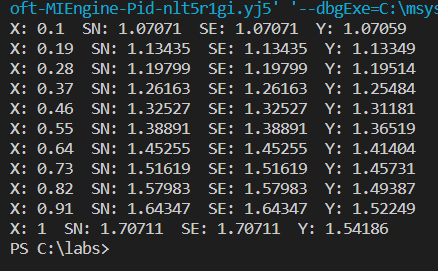 oft-MIEngine-Pid-nlt5r1gi.yj5' '--dbgExe=C:\msys
X: 0.1  SN: 1.07071  SE: 1.07071  Y: 1.07059
X: 0.19  SN: 1.13435  SE: 1.13435  Y: 1.13349
X: 0.28  SN: 1.19799  SE: 1.19799  Y: 1.19514
X: 0.37  SN: 1.26163  SE: 1.26163  Y: 1.25484
X: 0.46  SN: 1.32527  SE: 1.32527  Y: 1.31181
X: 0.55  SN: 1.38891  SE: 1.38891  Y: 1.36519
X: 0.64  SN: 1.45255  SE: 1.45255  Y: 1.41404
X: 0.73  SN: 1.51619  SE: 1.51619  Y: 1.45731
X: 0.82  SN: 1.57983  SE: 1.57983  Y: 1.49387
X: 0.91  SN: 1.64347  SE: 1.64347  Y: 1.52249
X: 1  SN: 1.70711  SE: 1.70711  Y: 1.54186
PS C:\labs>